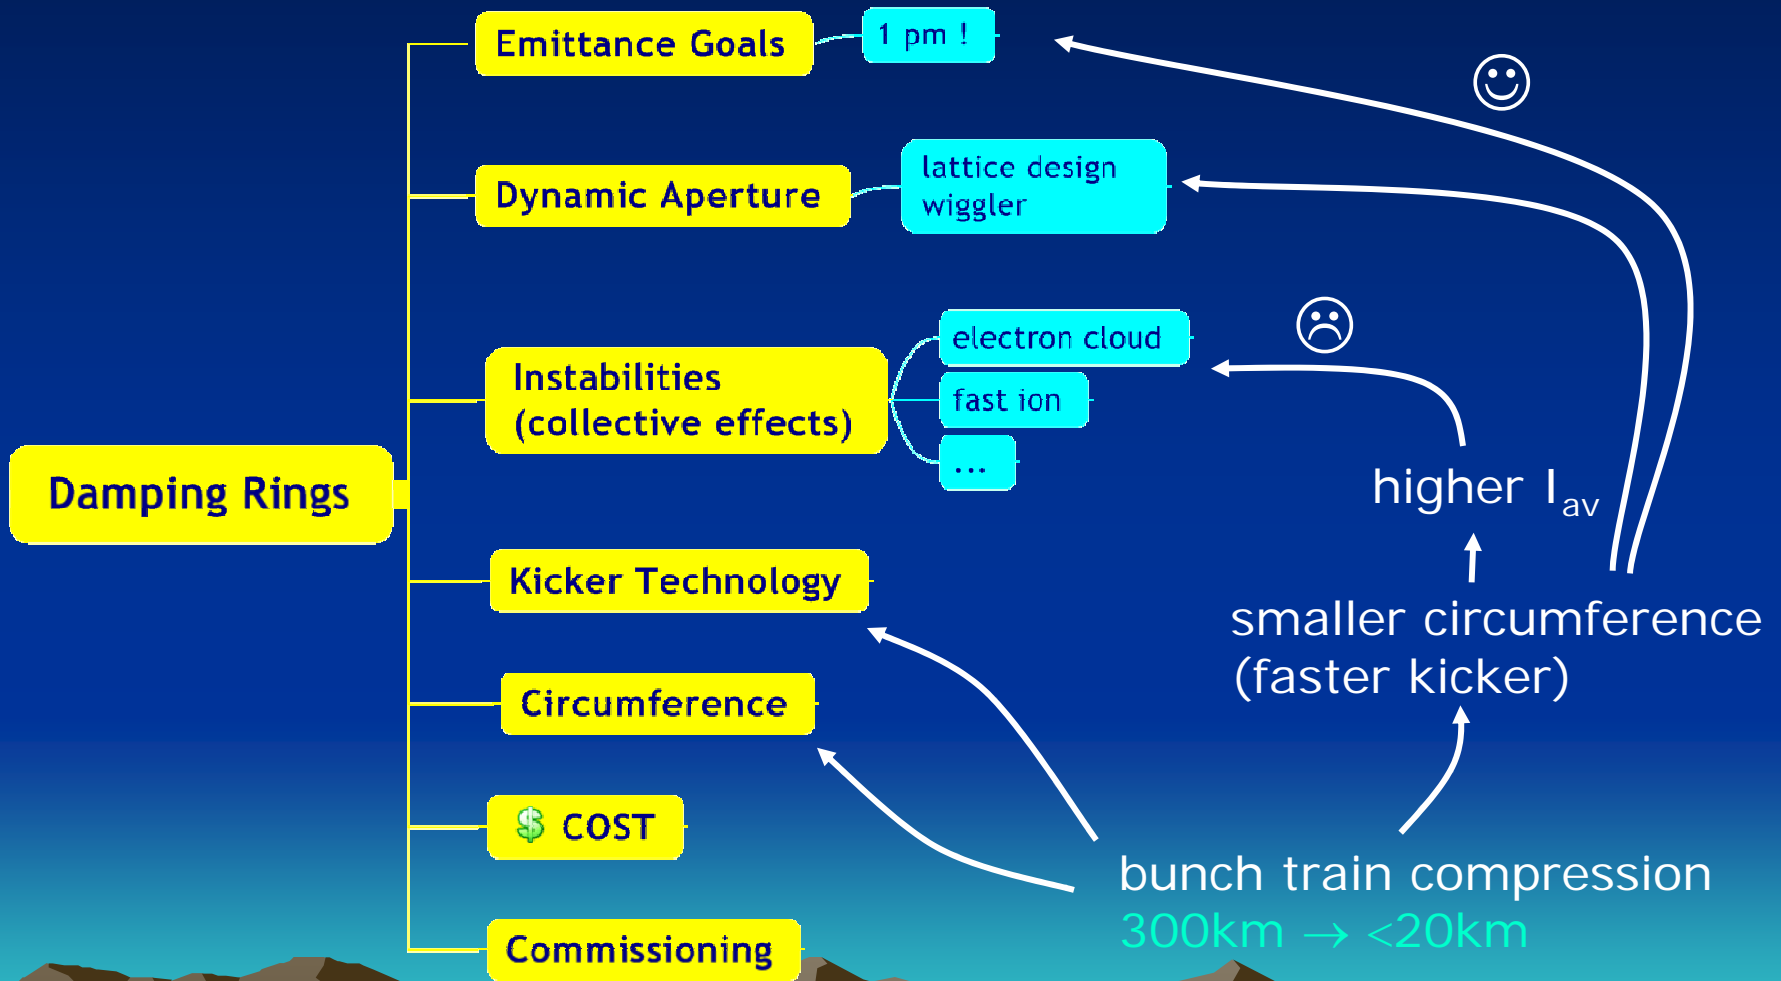 Emittance Goals
1 pm !
Dynamic Aperture
lattice design
wiggler
Instabilities
(collective effects)
electron cloud
fast ion
...
Damping Rings
higher Iav
Kicker Technology
smaller circumference
(faster kicker)
Circumference
$ COST
bunch train compression
300km → <20km
Commissioning